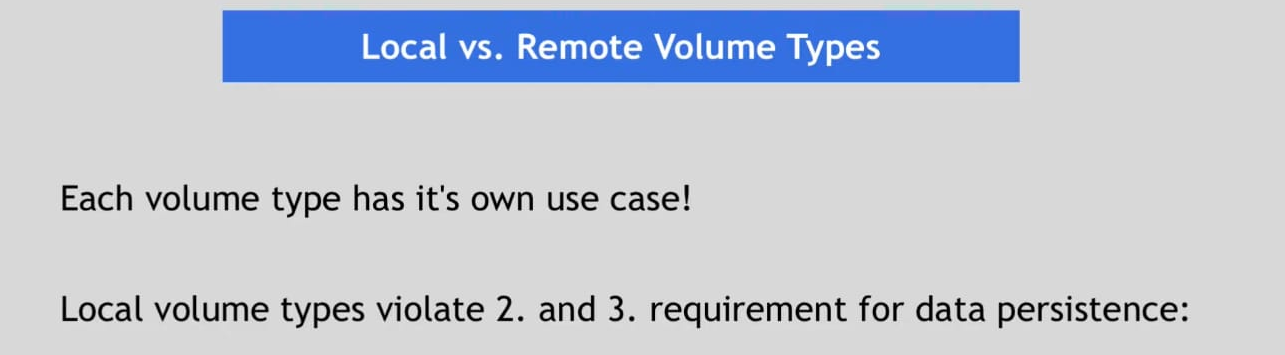 Local vs. Remote Volume Types
Each volume type has it's own use case!
Local volume types violate 2. and 3. requirement for data persistence: